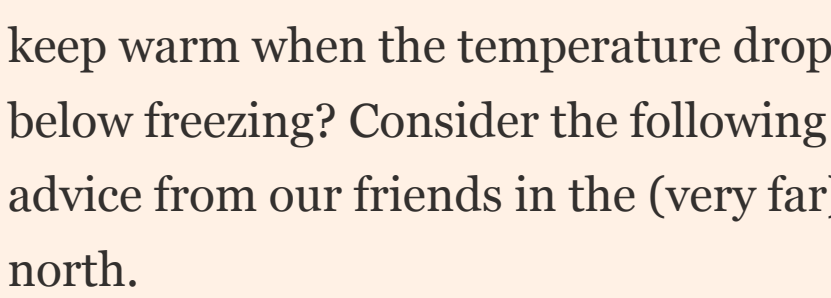 keep warm when the temperature drop
below freezing? Consider the following
advice from our friends in the (very far)
north.